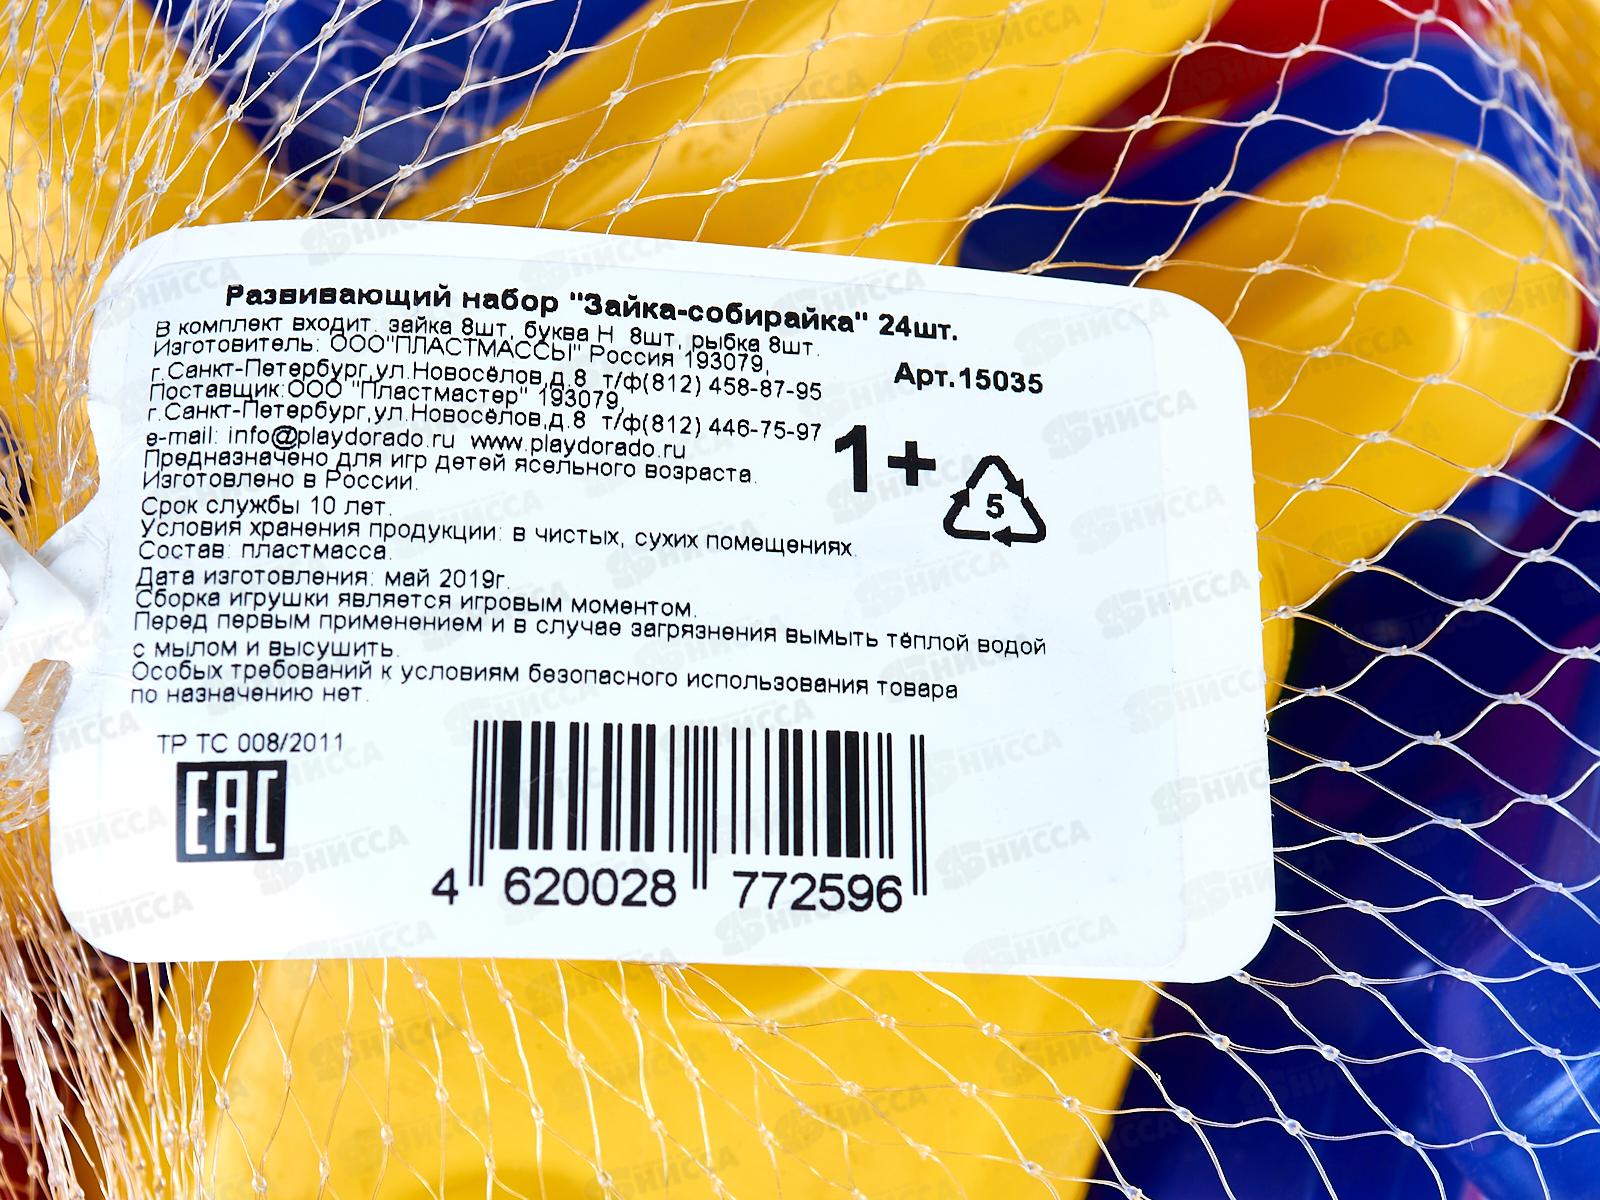 Развивающий набор "Зайка-собирайка" 24шт.
В комплект входит. зайка 8шт, буква Н 8шт, рыбка 8шт.
Изготовитель: ООО"ПЛАСТМАССЫ" Россия 193079,
г.Санкт-Петербург,ул.Новосёлов,д.8 т/ф(812) 458-87-95
Арт.15035
Поставщик:ООО "Пластмастер" 193079,
г.Санкт-Петербург,ул.Новосёлов,д.8 т/ф(812) 446-75-97
e-mail: info@playdorado.ru www.playdorado.ru
1+
5
Предназначено для игр детей ясельного возраста.
Изготовлено в России.
Срок службы 10 лет.
Условия хранения продукции: в чистых, сухих помещениях.
Состав: пластмасса.
Дата изготовления: май 2019г.
Сборка игрушки является игровым моментом.
Перед первым применением и в случае загрязнения вымыть тёплой водой
с мылом и высушить.
Особых требований к условиям безопасного использования товара
по назначению нет.
ТР ТС 008/2011
EAC
4 620028 772596
НИССА